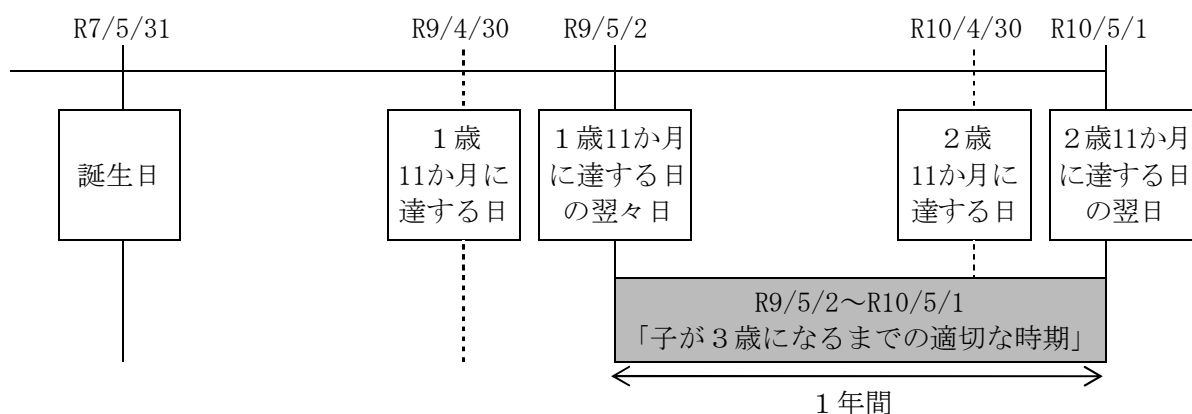 R7/5/31
R9/4/30
R9/5/2
R10/4/30
R10/5/1
誕生日
１歳
11か月に
達する日
１歳11か月
に達する日
の翌々日
２歳
11か月に
達する日
２歳11か月
に達する日
の翌日
R9/5/2～R10/5/1
「子が３歳になるまでの適切な時期」
１年間